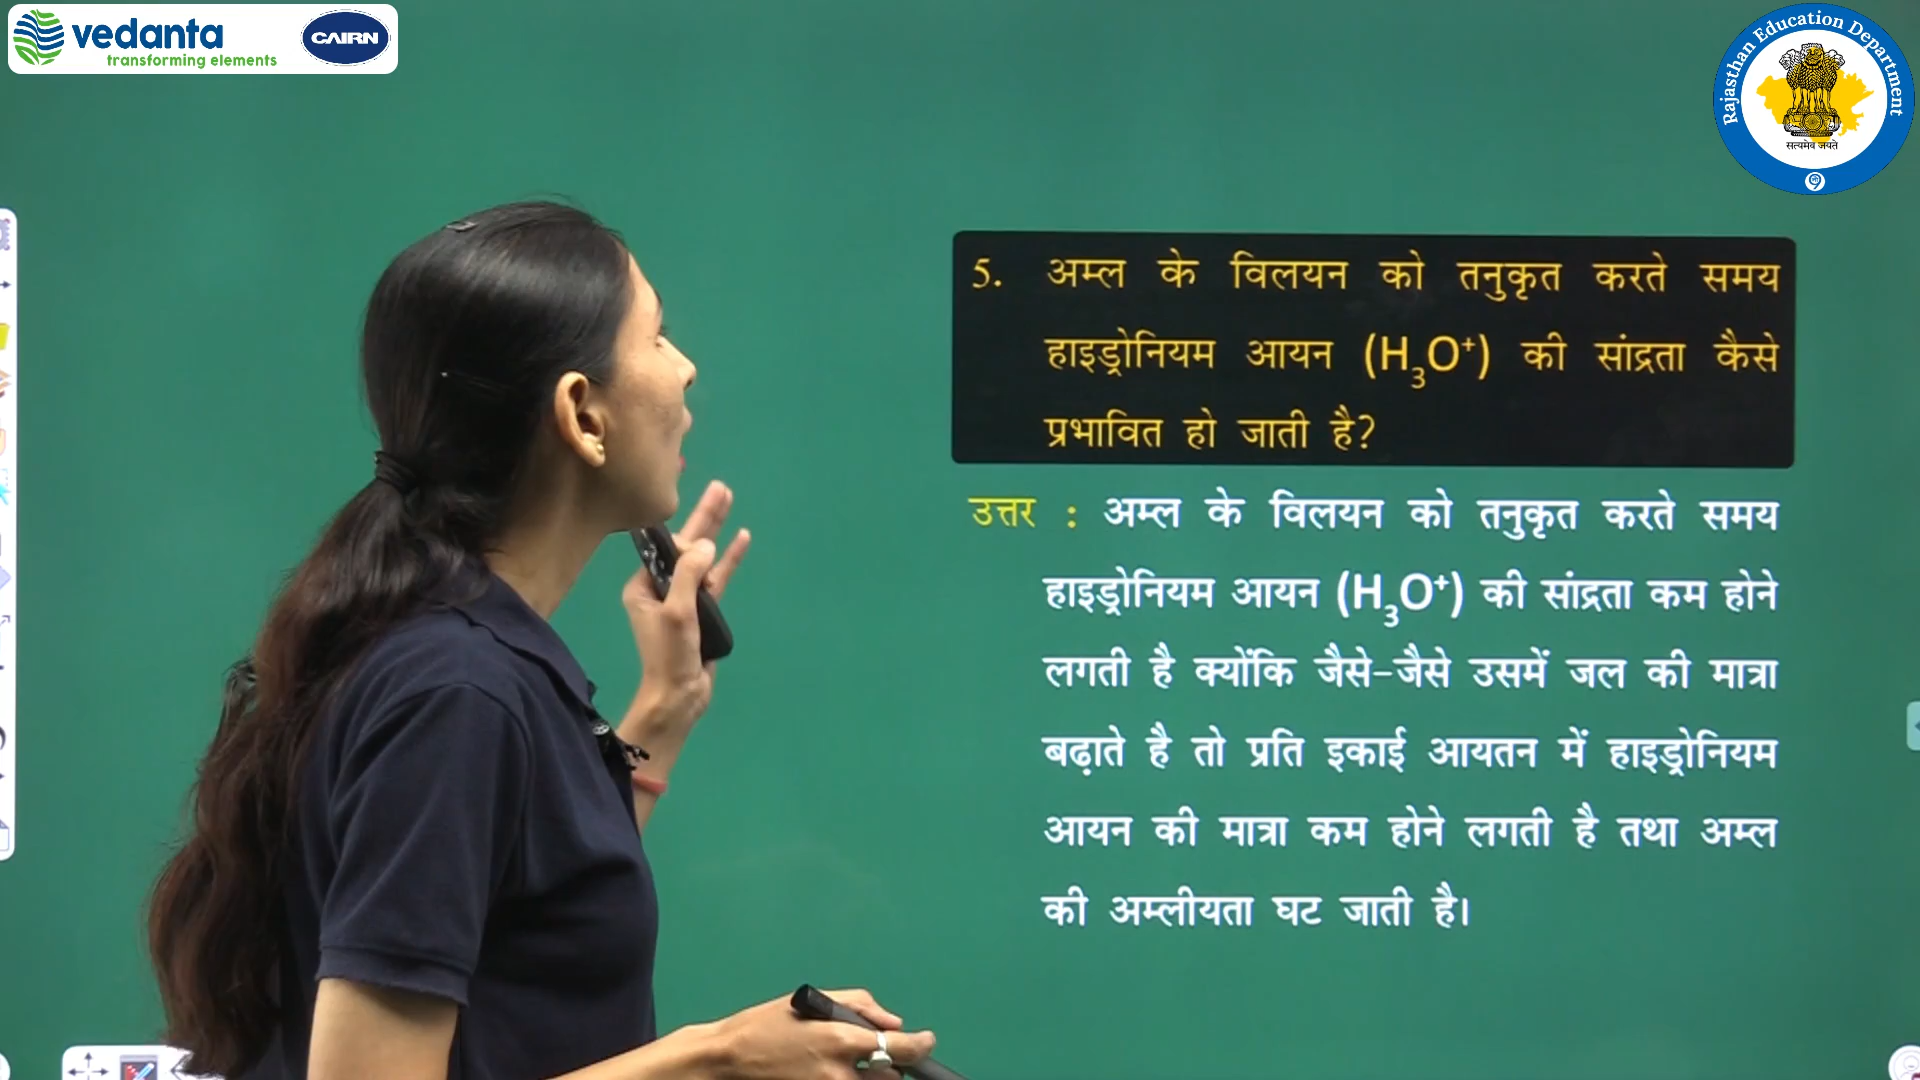 vedanta
transforming elements
CAIRN
Rajasthan Education Department
सत्यमेव जयते
5. अम्ल के विलयन को तनुकृत करते समय
हाइड्रोनियम आयन (H₃O⁺) की सांद्रता कैसे
प्रभावित हो जाती है?
उत्तर : अम्ल के विलयन को तनुकृत करते समय
हाइड्रोनियम आयन (H₃O⁺) की सांद्रता कम होने
लगती है क्योंकि जैसे–जैसे उसमें जल की मात्रा
बढ़ाते है तो प्रति इकाई आयतन में हाइड्रोनियम
आयन की मात्रा कम होने लगती है तथा अम्ल
की अम्लीयता घट जाती है।